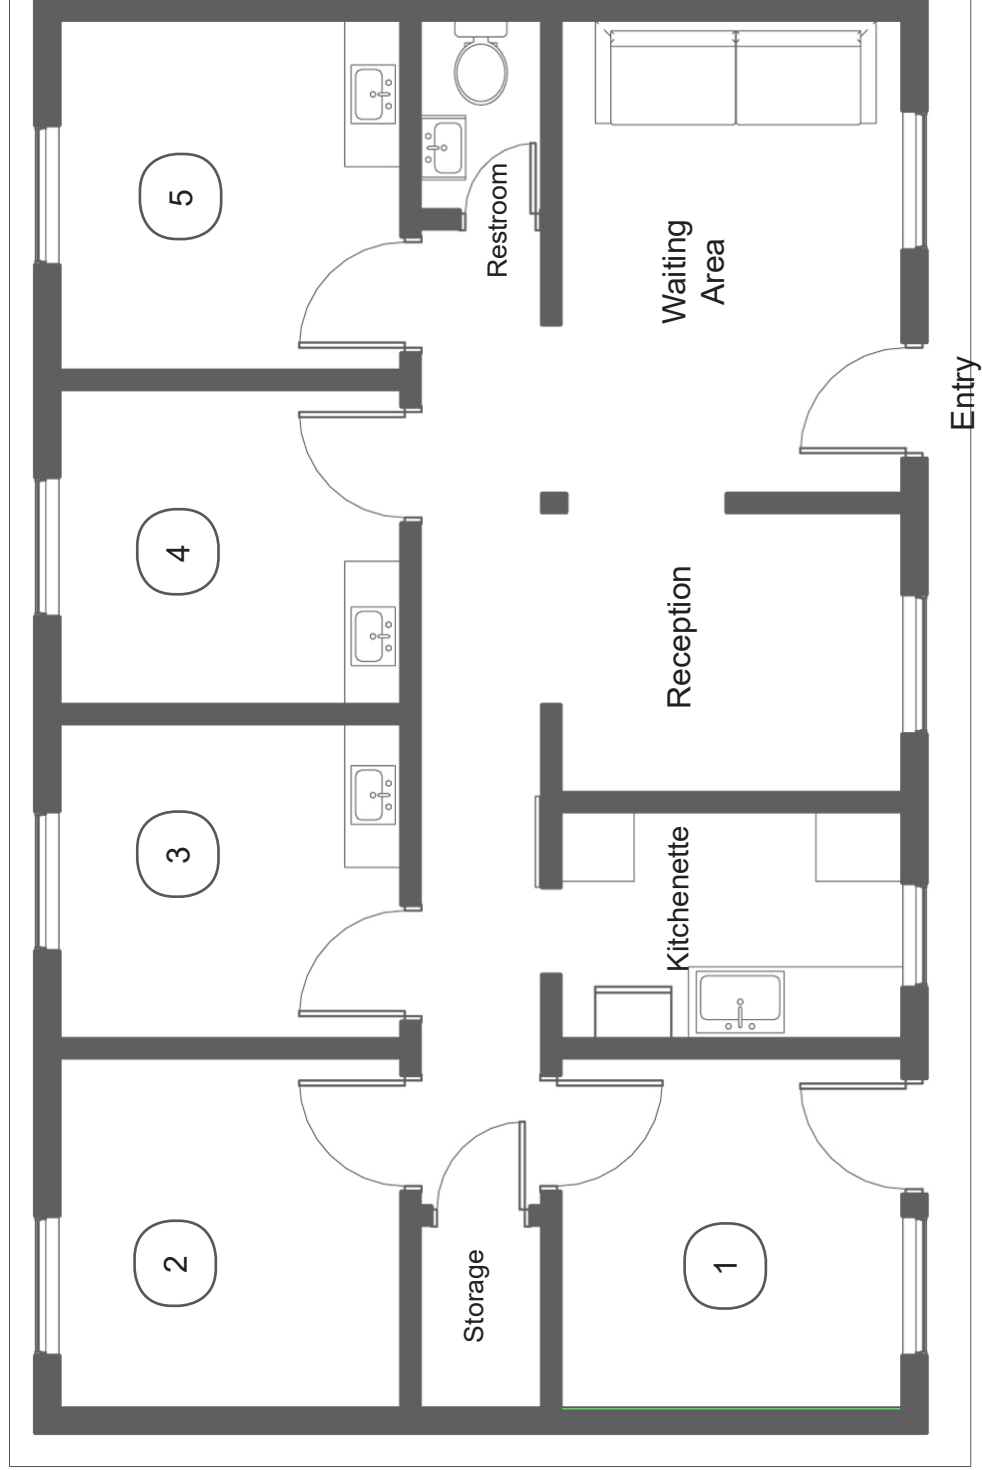 5
Restroom
Waiting
Area
Entry
4
Reception
3
Kitchenette
2
Storage
1